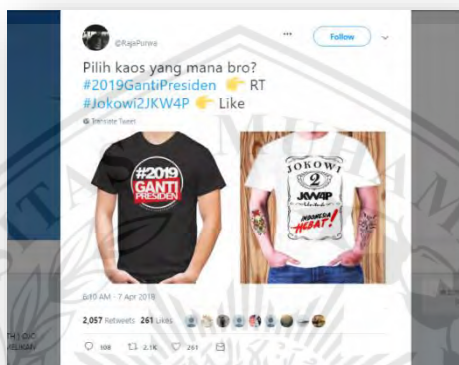 @RajaPurwa
Follow
Pilih kaos yang mana bro?
#2019GantiPresiden 👉 RT
#Jokowi2JKW4P 👉 Like
Translate Tweet
#2019
GANTI
PRESIDEN
JOKOWI
2
JKW4P
INDONESIA
HEBAT!
6:10 AM - 7 Apr 2018
2,057 Retweets 261 Likes
108 2.1K 261
MUHAM